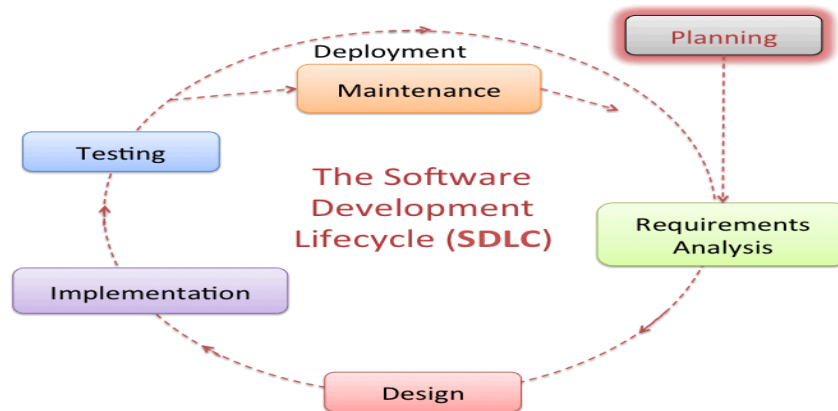 Planning
Deployment
Maintenance
Testing
The Software
Development
Lifecycle (SDLC)
Requirements
Analysis
Implementation
Design